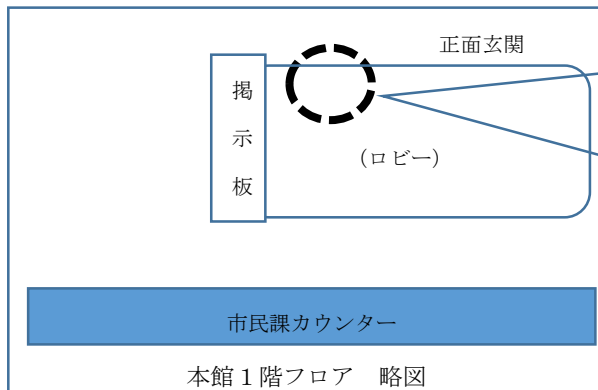 正面玄関
掲示板
（ロビー）
市民課カウンター
本館１階フロア　略図